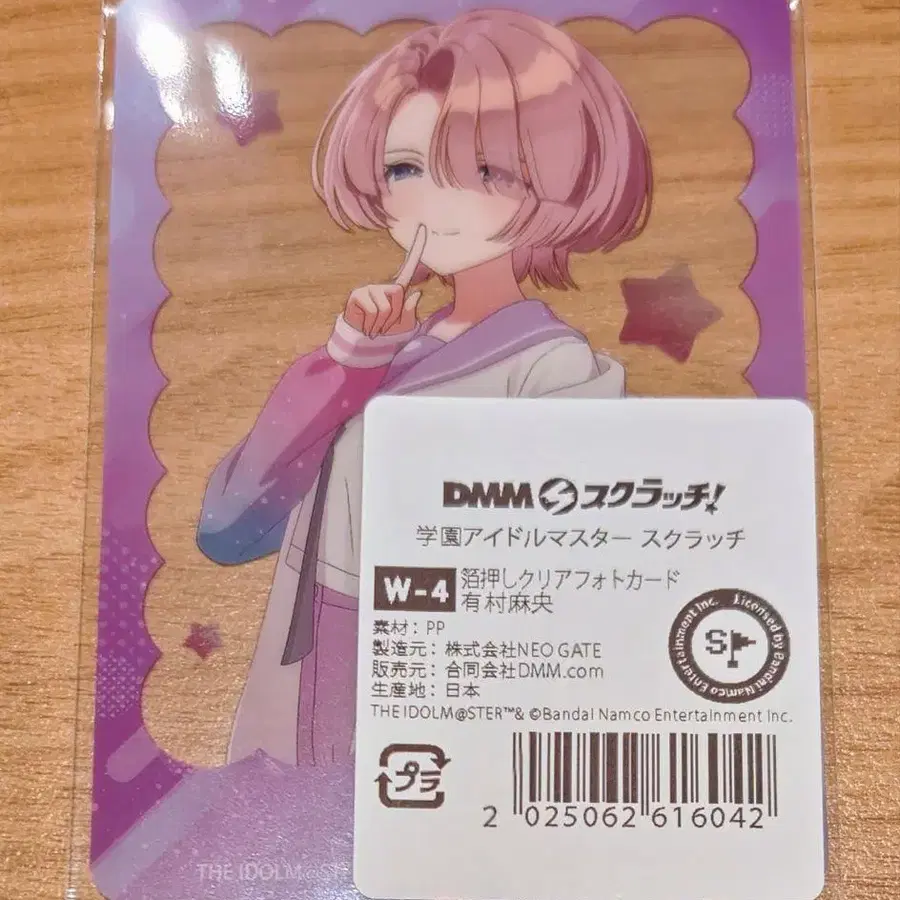 DMM スクラッチ!
学園アイドルマスター スクラッチ
W-4 箔押しクリアフォトカード
有村麻央
素材：PP
製造元：株式会社NEO GATE
販売元：合同会社DMM.com
生産地：日本
Licensed by Bandai Namco Entertainment Inc.
S
THE IDOLM@STER™& ©Bandai Namco Entertainment Inc.
プラ
2 025062 616042
THE IDOLM@ST